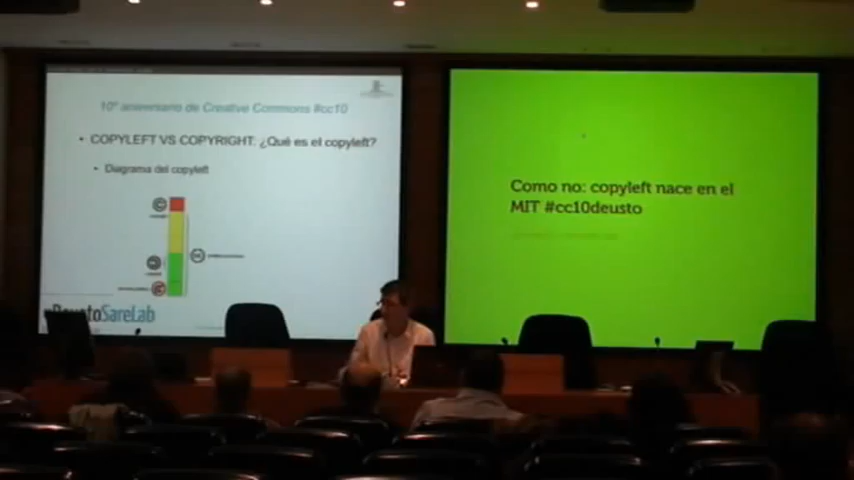 10º aniversario de Creative Commons #cc10
• COPYLEFT VS COPYRIGHT: ¿Qué es el copyleft?
• Diagrama del copyleft
DeustoSareLab
Como no: copyleft nace en el
MIT #cc10deusto